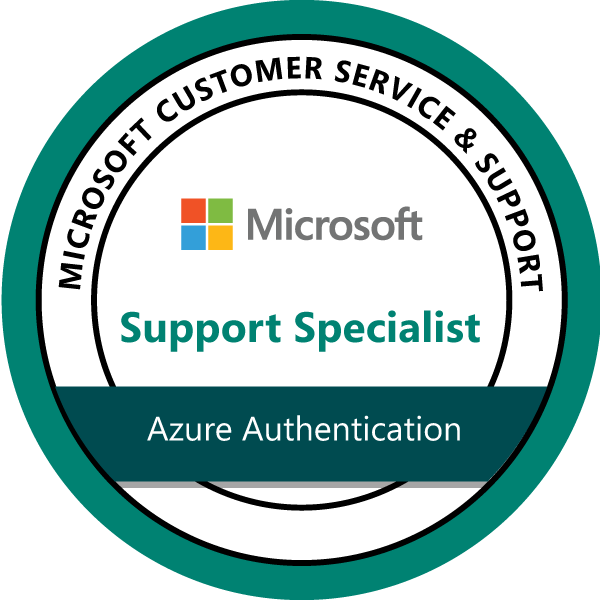 MICROSOFT CUSTOMER SERVICE & SUPPORT
Microsoft
Support Specialist
Azure Authentication